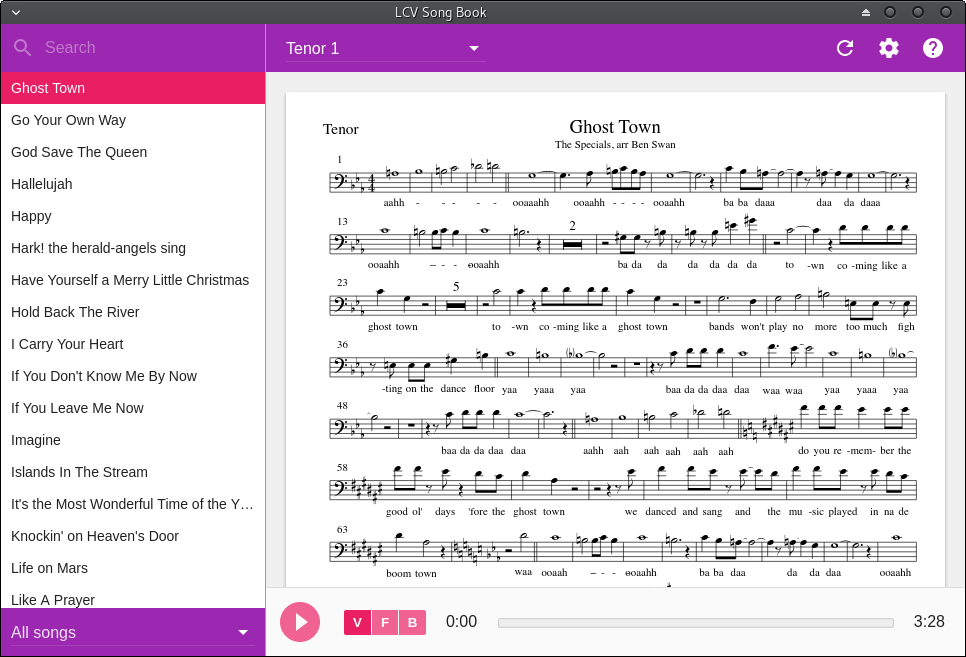 LCV Song Book
Search
Tenor 1
Ghost Town
Go Your Own Way
God Save The Queen
Hallelujah
Happy
Hark! the herald-angels sing
Have Yourself a Merry Little Christmas
Hold Back The River
I Carry Your Heart
If You Don't Know Me By Now
If You Leave Me Now
Imagine
Islands In The Stream
It's the Most Wonderful Time of the Y…
Knockin' on Heaven's Door
Life on Mars
Like A Prayer
All songs
Tenor
Ghost Town
The Specials, arr Ben Swan
1
4
4
aahh - - - - ooaaahh ooaahh - - - - ooaahh ba ba daaa daa da daaa
13
2
ooaahh – - - ooaahh ba da da da da da da to -wn co -ming like a
23
5
ghost town to -wn co -ming like a ghost town bands won't play no more too much figh
36
-ting on the dance floor yaa yaaa yaa baa da da daa daa waa waa yaa yaaa yaa
48
baa da da daa daa aahh aah aah aah aah aah do you re -mem- ber the
58
good ol' days 'fore the ghost town we danced and sang and the mu -sic played in na de
63
boom town waa ooaah – - - ooaahh ba ba daa da da daa ooaahh
V F B
0:00
3:28